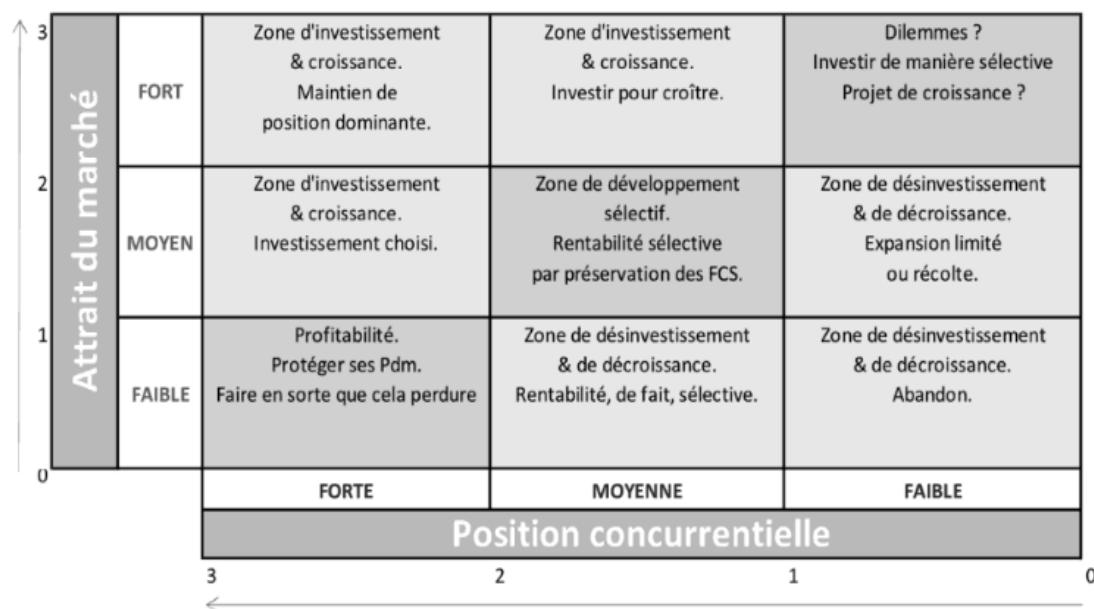 3
Attrait du marché
FORT
Zone d'investissement
& croissance.
Maintien de
position dominante.
Zone d'investissement
& croissance.
Investir pour croître.
Dilemmes ?
Investir de manière sélective
Projet de croissance ?
2
MOYEN
Zone d'investissement
& croissance.
Investissement choisi.
Zone de développement
sélectif.
Rentabilité sélective
par préservation des FCS.
Zone de désinvestissement
& de décroissance.
Expansion limité
ou récolte.
1
FAIBLE
Profitabilité.
Protéger ses Pdm.
Faire en sorte que cela perdure
Zone de désinvestissement
& de décroissance.
Rentabilité, de fait, sélective.
Zone de désinvestissement
& de décroissance.
Abandon.
0
FORTE
MOYENNE
FAIBLE
Position concurrentielle
3
2
1
0